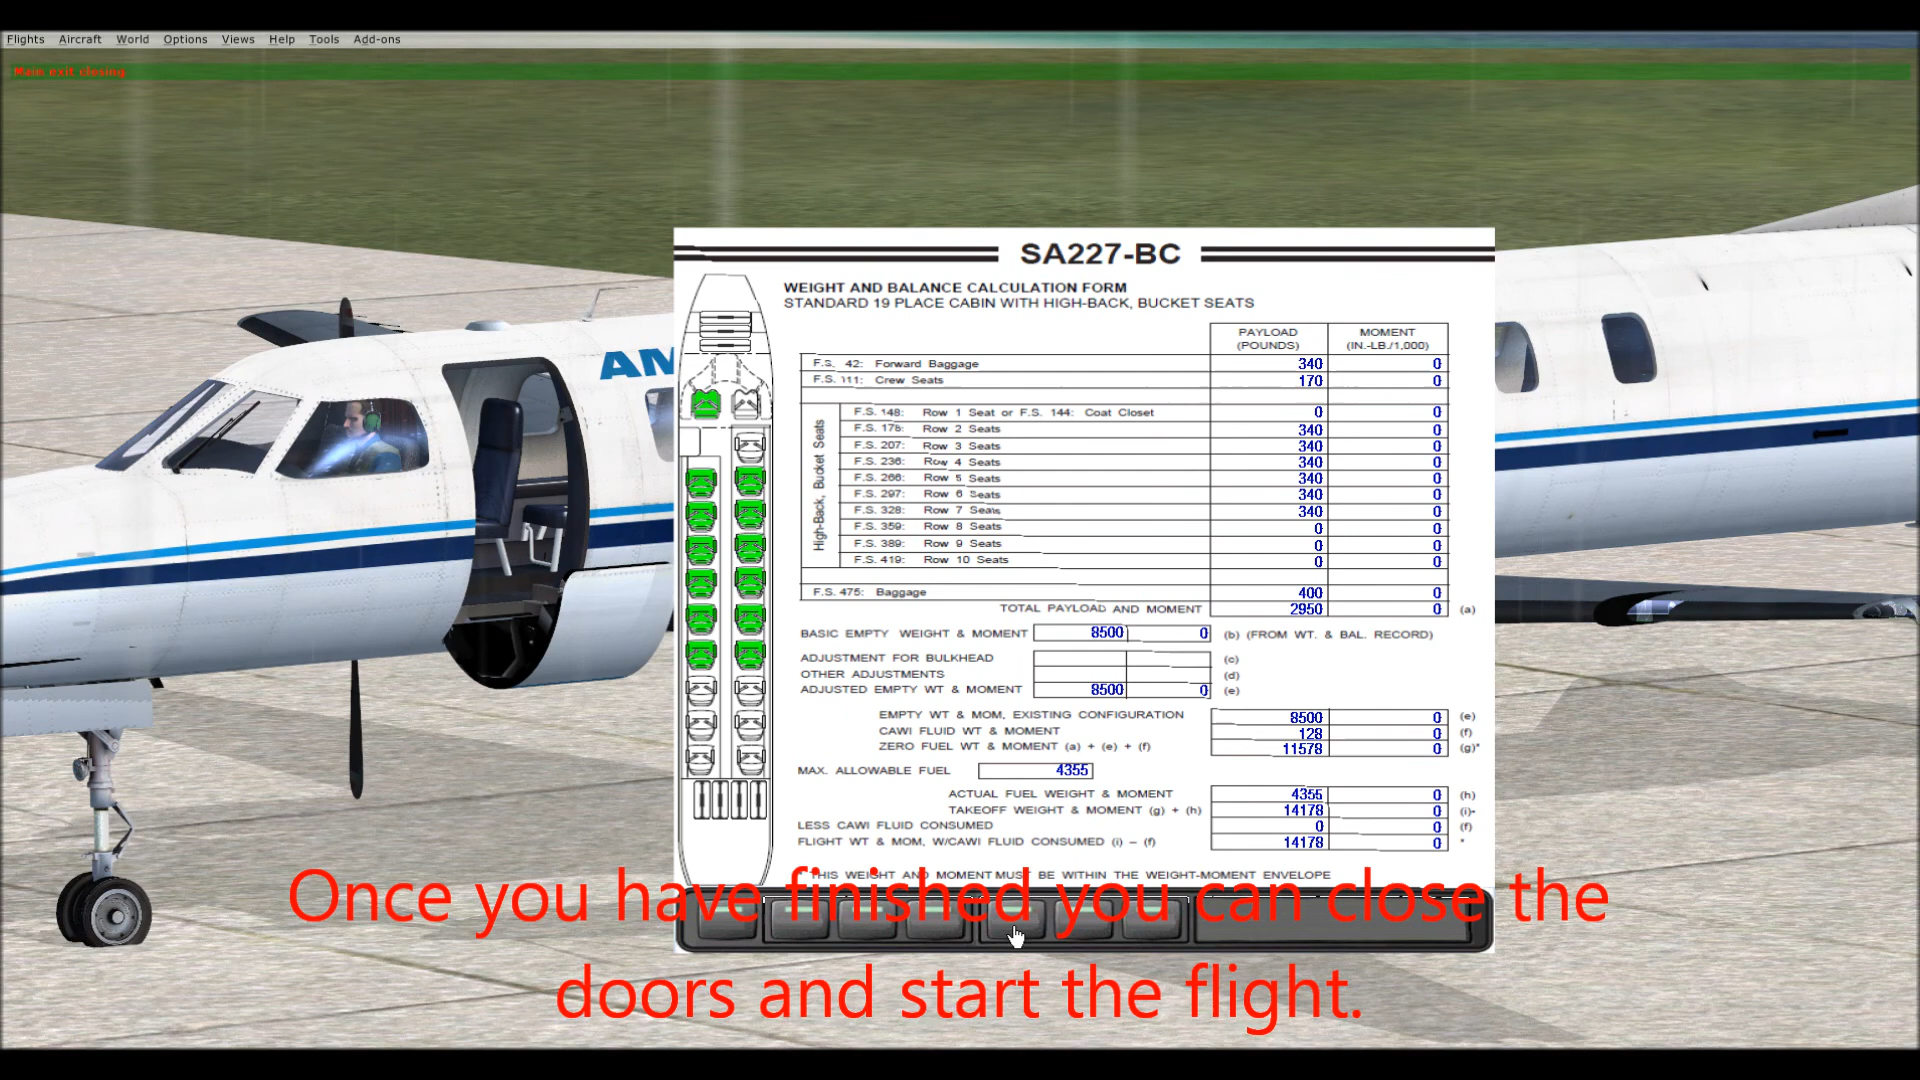 Flights Aircraft World Options Views Help Tools Add-ons
Main exit closing
AM
SA227-BC
WEIGHT AND BALANCE CALCULATION FORM
STANDARD 19 PLACE CABIN WITH HIGH-BACK, BUCKET SEATS
PAYLOAD (POUNDS) MOMENT (IN.-LB./1,000)
F.S. 42: Forward Baggage 340 0
F.S. 111: Crew Seats 170 0
High-Back, Bucket Seats
F.S. 148: Row 1 Seat or F.S. 144: Coat Closet 0 0
F.S. 176: Row 2 Seats 340 0
F.S. 207: Row 3 Seats 340 0
F.S. 236: Row 4 Seats 340 0
F.S. 266: Row 5 Seats 340 0
F.S. 297: Row 6 Seats 340 0
F.S. 328: Row 7 Seats 340 0
F.S. 359: Row 8 Seats 0 0
F.S. 389: Row 9 Seats 0 0
F.S. 419: Row 10 Seats 0 0
F.S. 475: Baggage 400 0
TOTAL PAYLOAD AND MOMENT 2950 0 (a)
BASIC EMPTY WEIGHT & MOMENT 8500 0 (b) (FROM WT. & BAL. RECORD)
ADJUSTMENT FOR BULKHEAD (c)
OTHER ADJUSTMENTS (d)
ADJUSTED EMPTY WT & MOMENT 8500 0 (e)
EMPTY WT & MOM, EXISTING CONFIGURATION 8500 0 (e)
CAWI FLUID WT & MOMENT 128 0 (f)
ZERO FUEL WT & MOMENT (a) + (e) + (f) 11578 0 (g)*
MAX. ALLOWABLE FUEL 4355
ACTUAL FUEL WEIGHT & MOMENT 4355 0 (h)
TAKEOFF WEIGHT & MOMENT (g) + (h) 14178 0 (i)*
LESS CAWI FLUID CONSUMED 0 0 (f)
FLIGHT WT & MOM, W/CAWI FLUID CONSUMED (i) – (f) 14178 0 *
* THIS WEIGHT AND MOMENT MUST BE WITHIN THE WEIGHT-MOMENT ENVELOPE
Once you have finished you can close the
doors and start the flight.